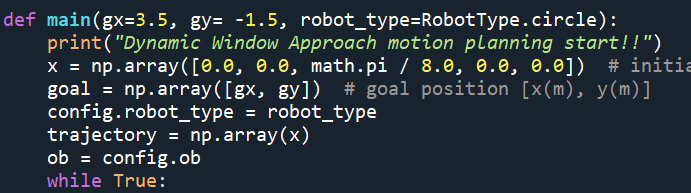 def main(gx=3.5, gy= -1.5, robot_type=RobotType.circle):
    print("Dynamic Window Approach motion planning start!!")
    x = np.array([0.0, 0.0, math.pi / 8.0, 0.0, 0.0])  # initia
    goal = np.array([gx, gy])  # goal position [x(m), y(m)]
    config.robot_type = robot_type
    trajectory = np.array(x)
    ob = config.ob
    while True: